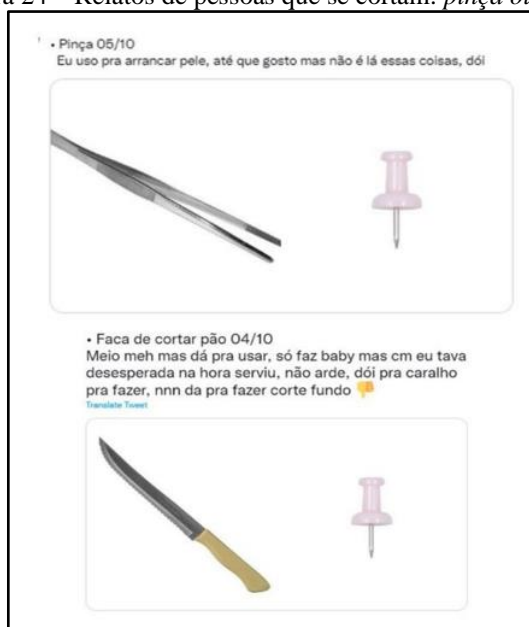 24 – Relatos de pessoas que se cortam: pinça
• Pinça 05/10
Eu uso pra arrancar pele, até que gosto mas não é lá essas coisas, dói
• Faca de cortar pão 04/10
Meio meh mas dá pra usar, só faz baby mas cm eu tava
desesperada na hora serviu, não arde, dói pra caralho
pra fazer, nnn da pra fazer corte fundo 👎
Translate Tweet